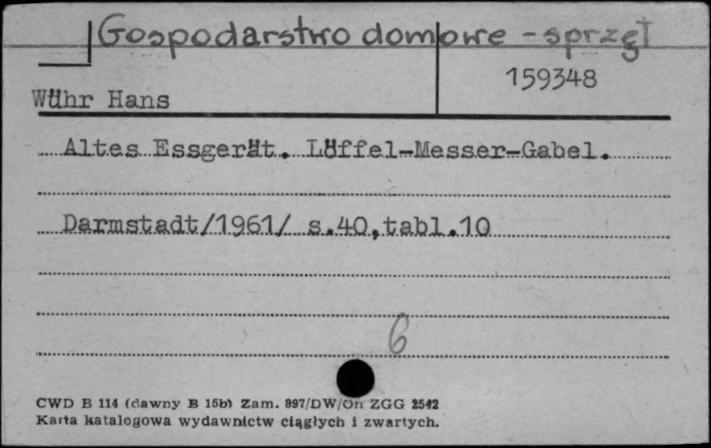 Gospodarstwo domowe - sprzęt
159348
Wühr Hans
Altes Essgerät. Löffel-Messer-Gabel.
Darmstadt/1961/ s.40,tabl.10
6
CWD B 114 (dawny B 15b) Zam. 897/DW/On ZGG 2542
Karta katalogowa wydawnictw ciągłych i zwartych.